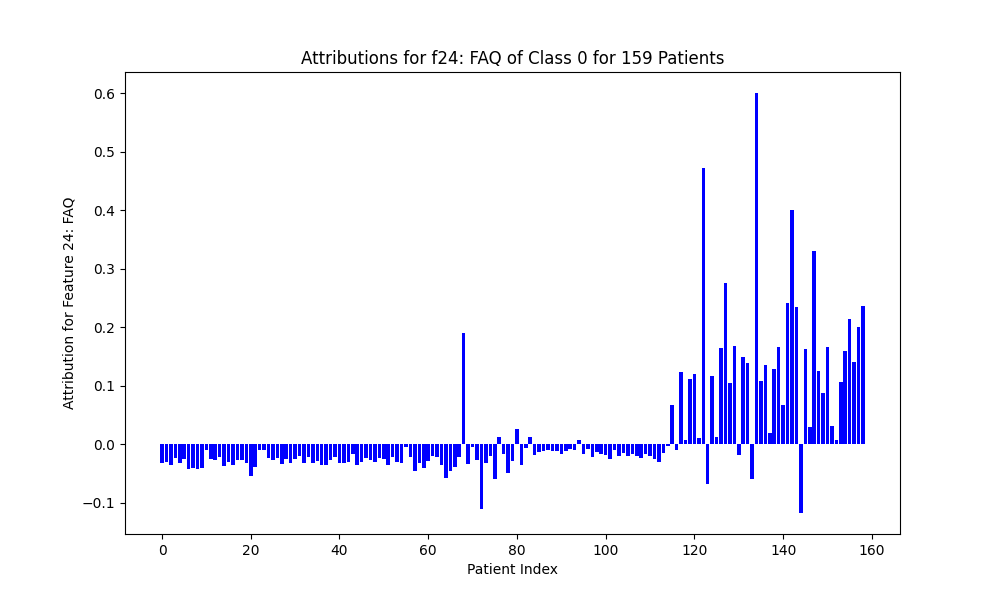 Attributions for f24: FAQ of Class 0 for 159 Patients
Attribution for Feature 24: FAQ
0.6
0.5
0.4
0.3
0.2
0.1
0.0
−0.1
0 20 40 60 80 100 120 140 160
Patient Index